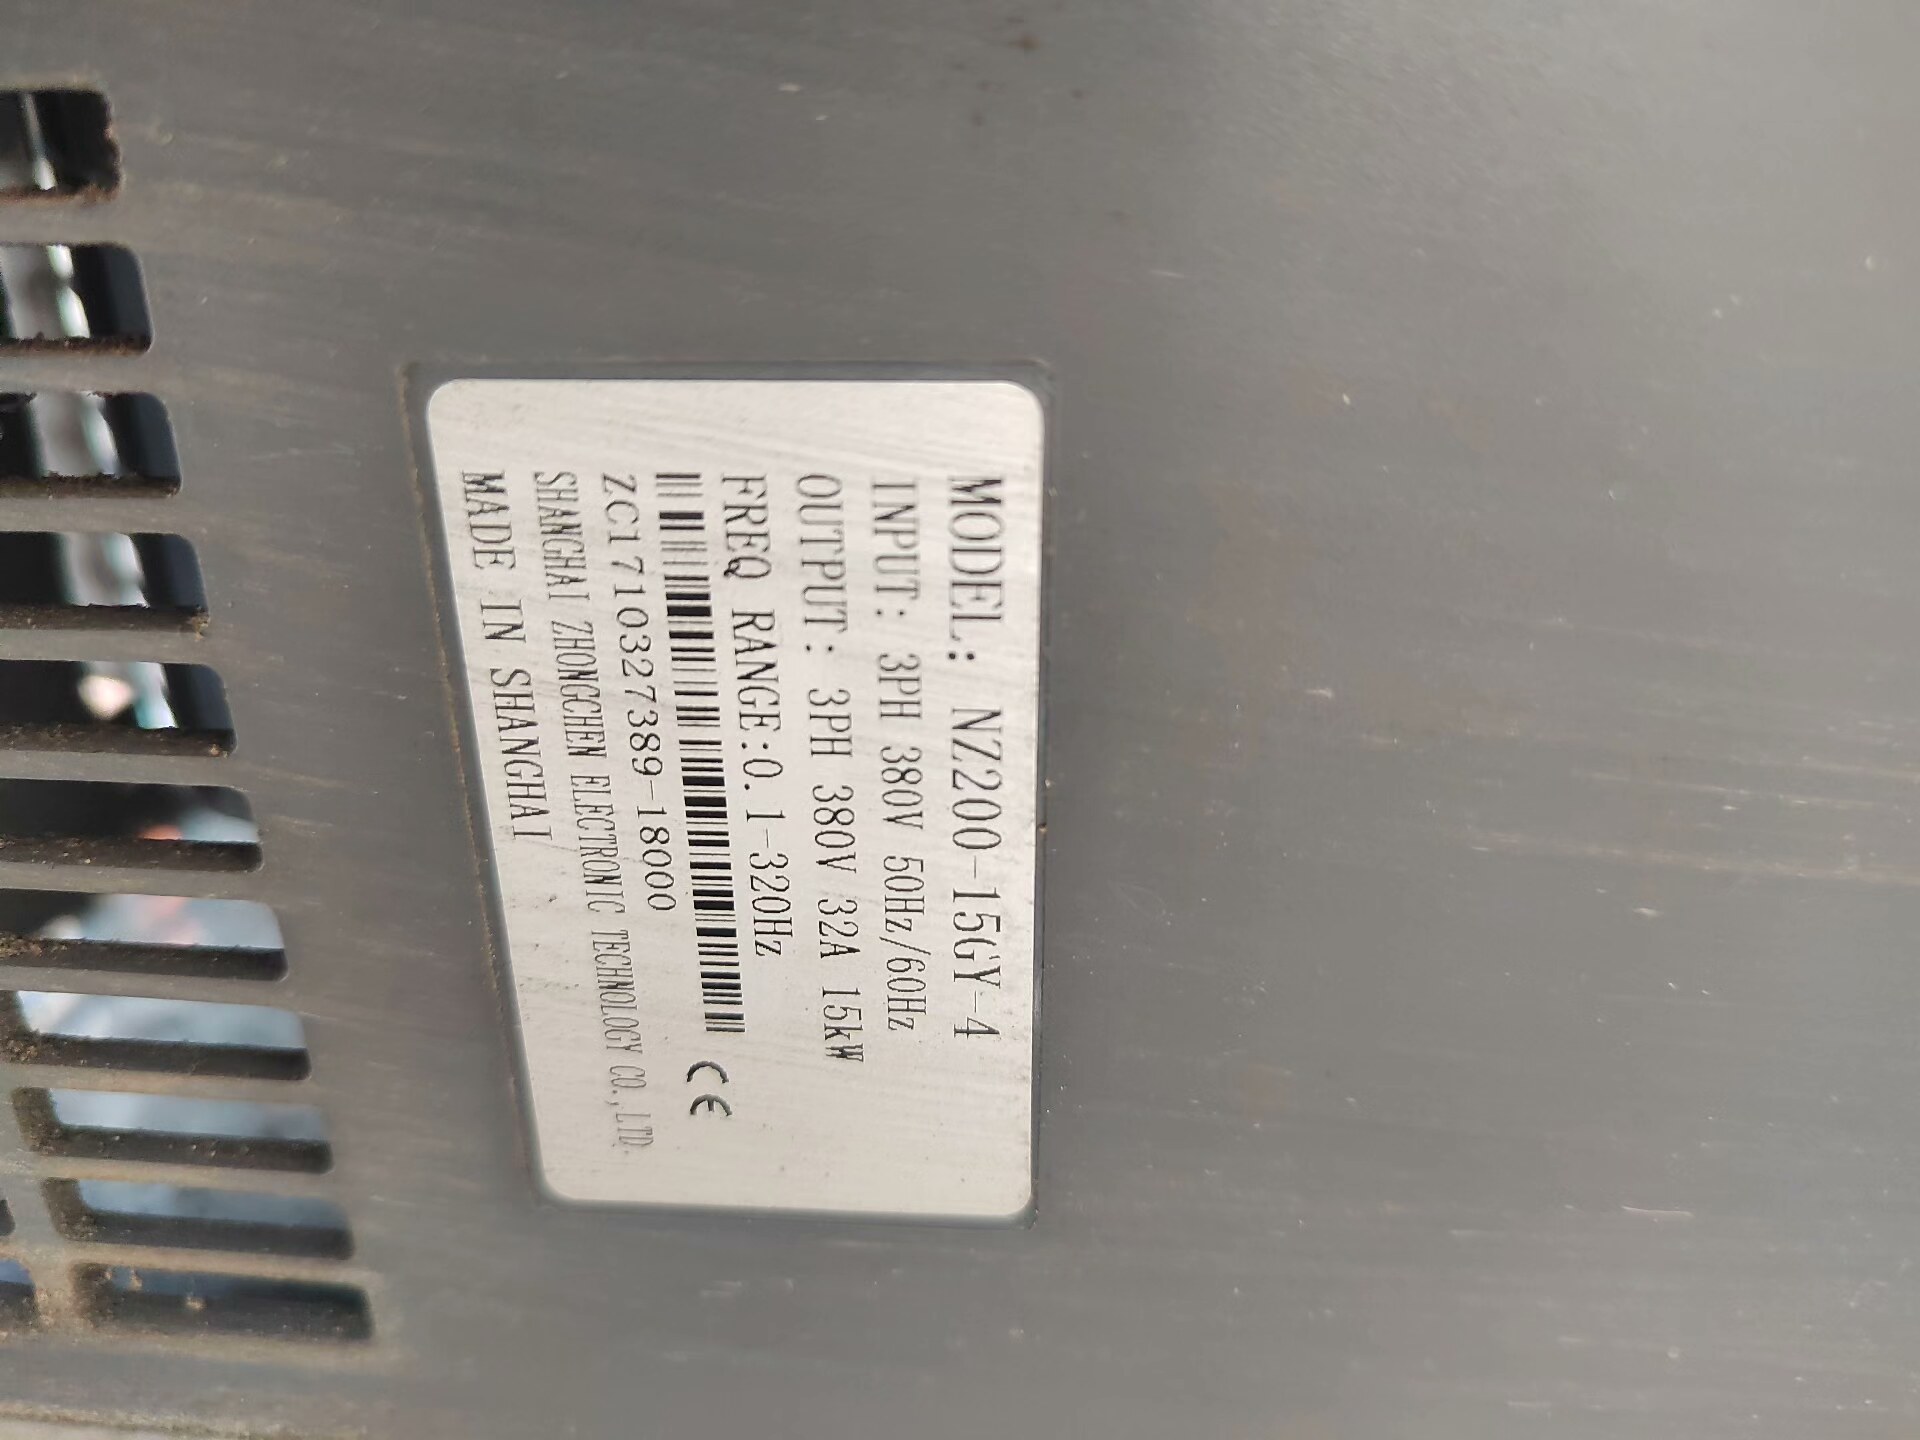 MODEL: NZ200-15GY-4
INPUT: 3PH 380V 50Hz/60Hz
OUTPUT: 3PH 380V 32A 15kW
FREQ RANGE:0.1-320Hz
CE
ZC1710327389-18000
SHANGHAI ZHONGCHEN ELECTRONIC TECHNOLOGY CO.,LTD.
MADE IN SHANGHAI